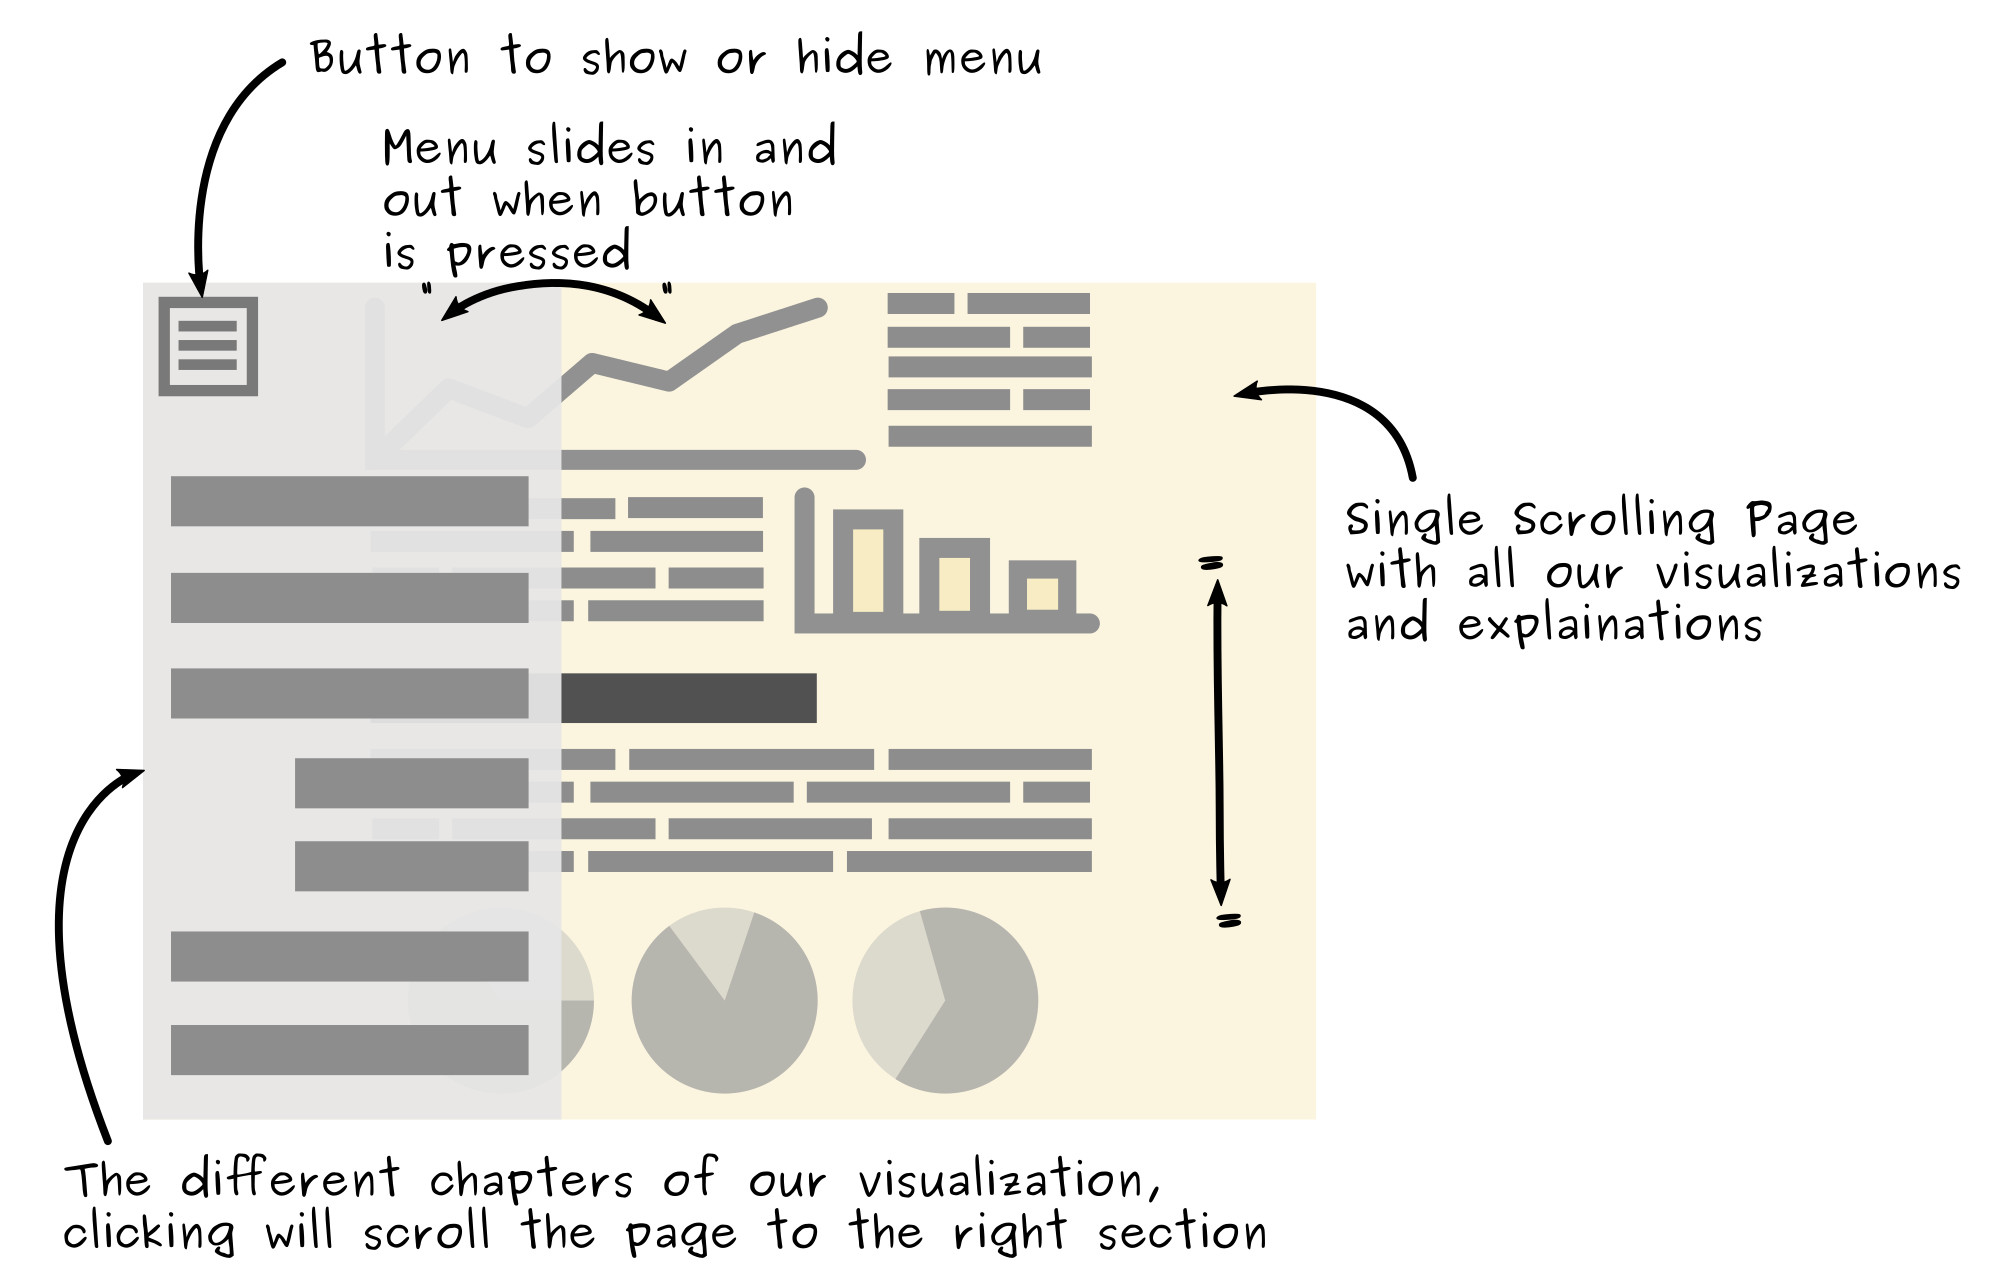 Button to show or hide menu
Menu slides in and
out when button
is pressed
Single Scrolling Page
with all our visualizations
and explainations
The different chapters of our visualization,
clicking will scroll the page to the right section